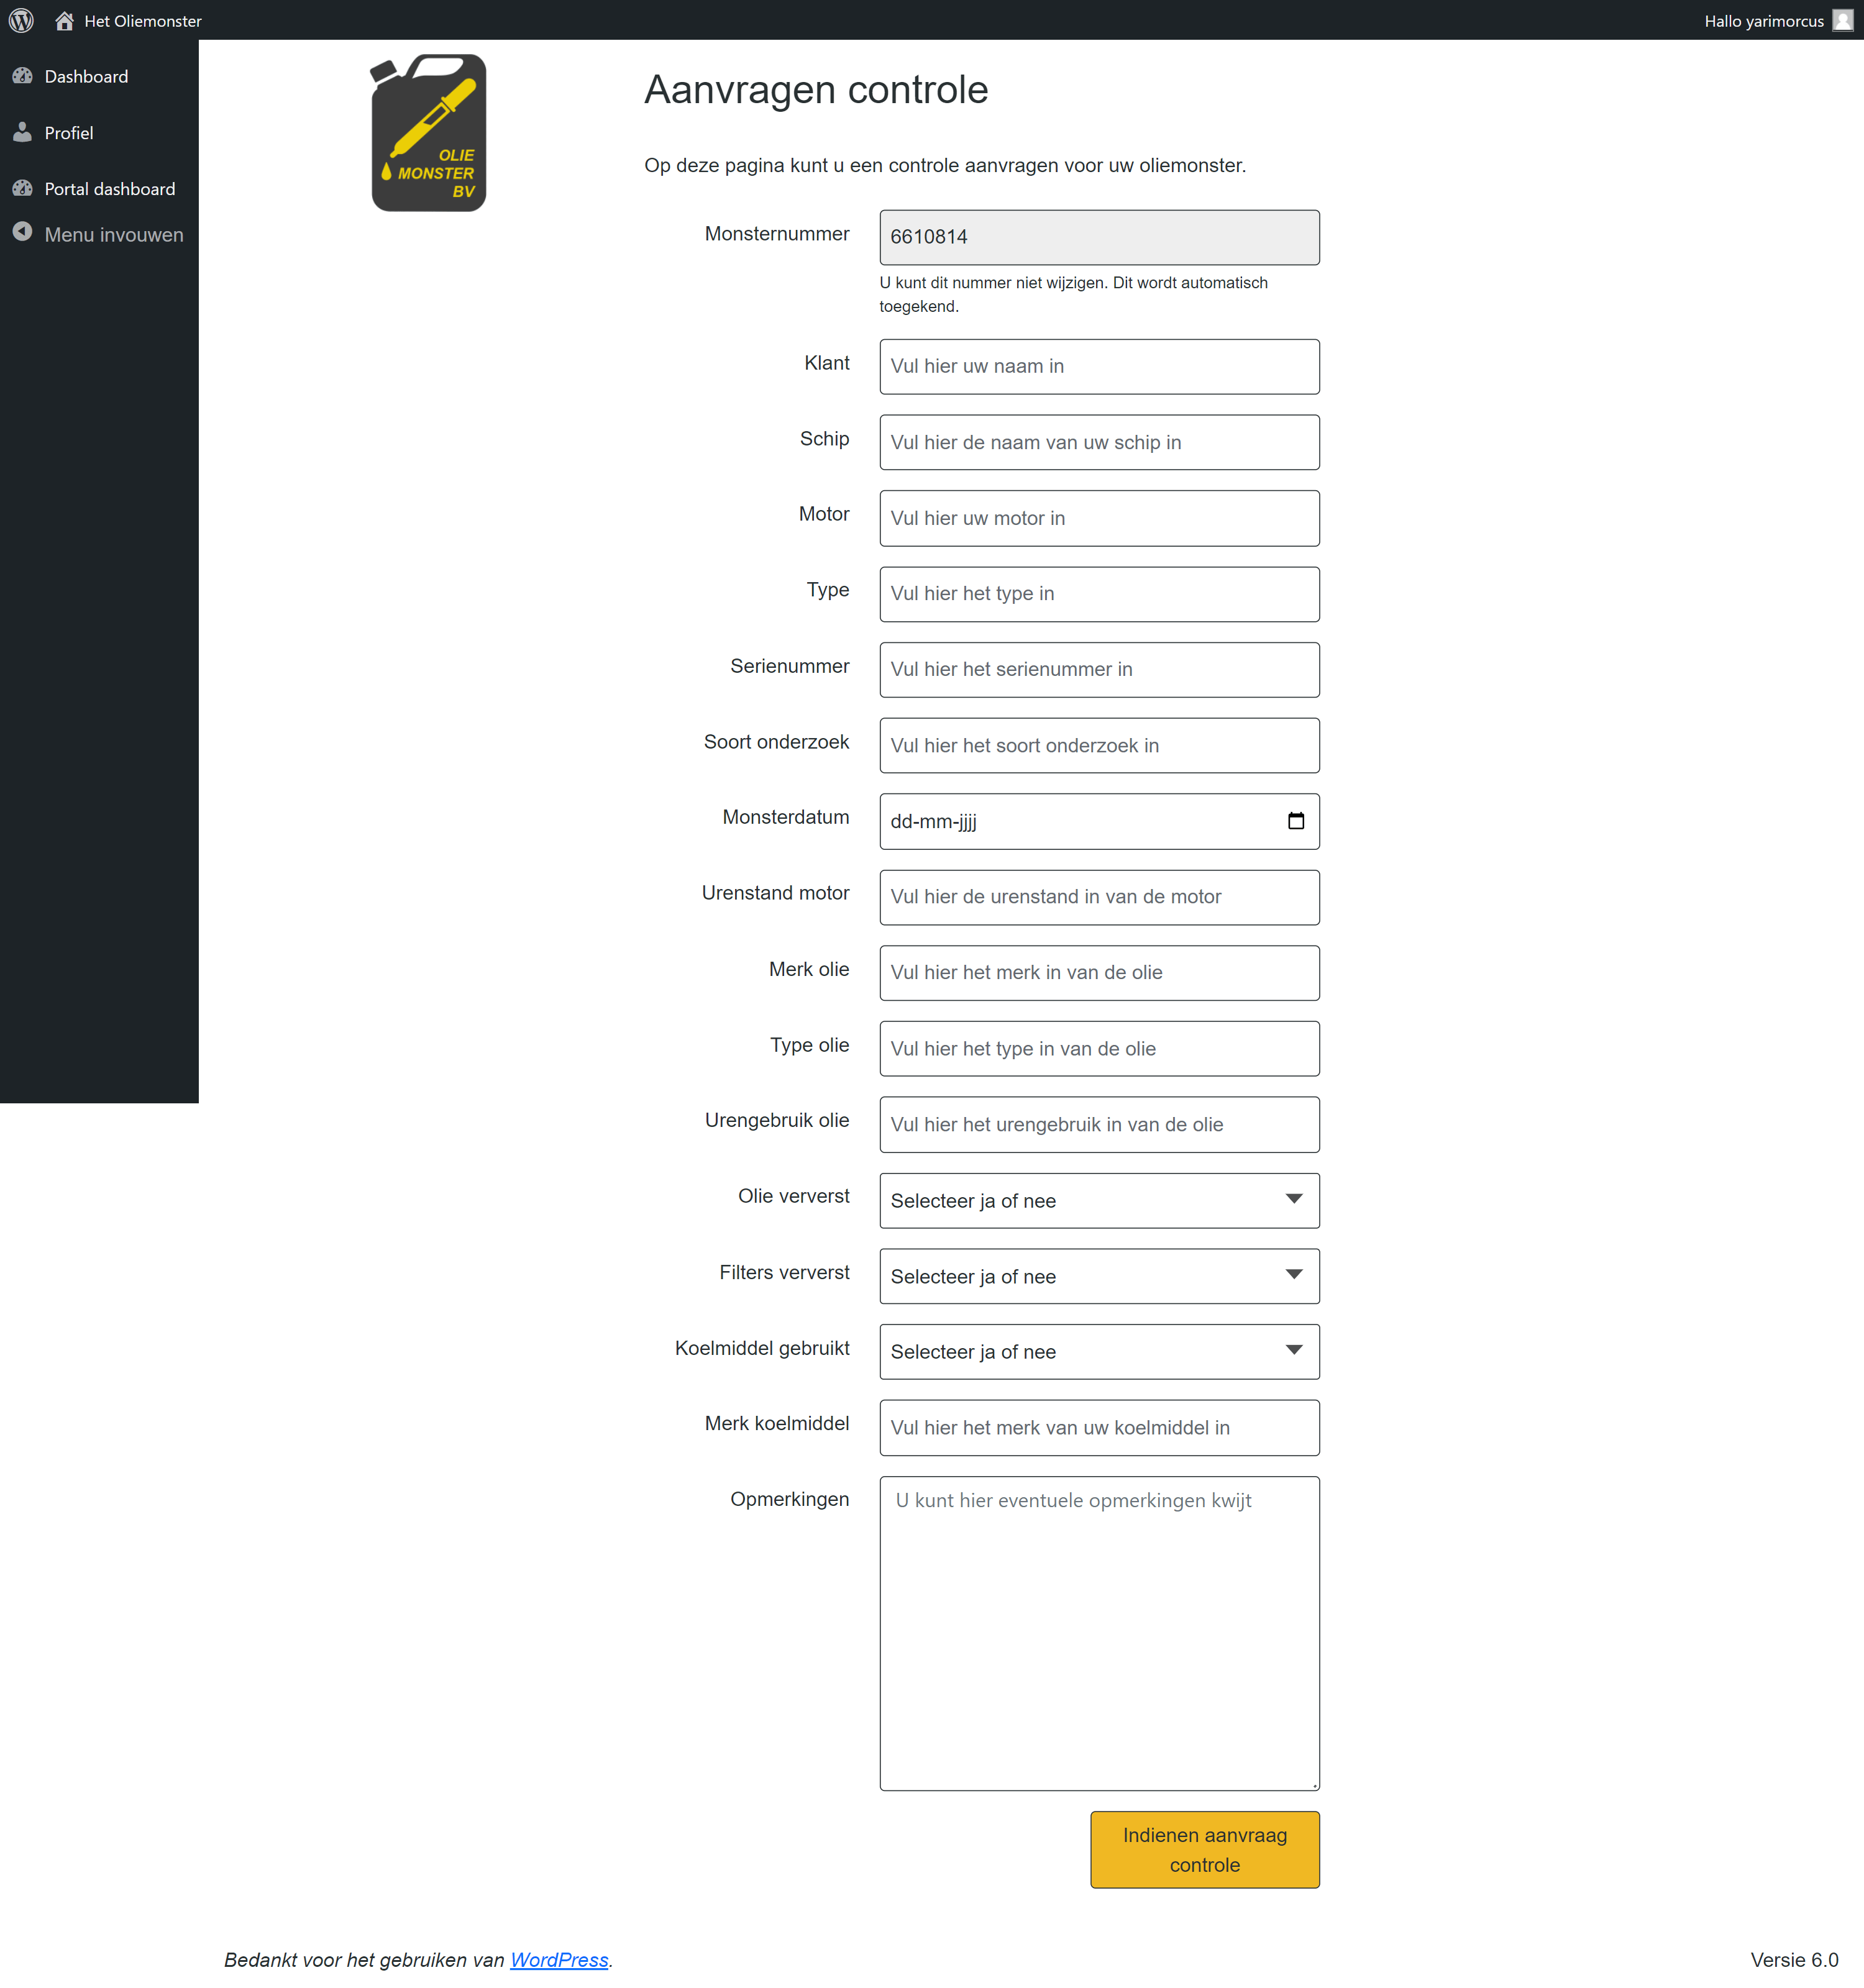 Het Oliemonster
Hallo yarimorcus
Dashboard
Profiel
Portal dashboard
Menu invouwen
OLIE
MONSTER
BV
Aanvragen controle
Op deze pagina kunt u een controle aanvragen voor uw oliemonster.
Monsternummer
6610814
U kunt dit nummer niet wijzigen. Dit wordt automatisch
toegekend.
Klant
Vul hier uw naam in
Schip
Vul hier de naam van uw schip in
Motor
Vul hier uw motor in
Type
Vul hier het type in
Serienummer
Vul hier het serienummer in
Soort onderzoek
Vul hier het soort onderzoek in
Monsterdatum
dd-mm-jjjj
Urenstand motor
Vul hier de urenstand in van de motor
Merk olie
Vul hier het merk in van de olie
Type olie
Vul hier het type in van de olie
Urengebruik olie
Vul hier het urengebruik in van de olie
Olie ververst
Selecteer ja of nee
Filters ververst
Selecteer ja of nee
Koelmiddel gebruikt
Selecteer ja of nee
Merk koelmiddel
Vul hier het merk van uw koelmiddel in
Opmerkingen
U kunt hier eventuele opmerkingen kwijt
Indienen aanvraag
controle
Bedankt voor het gebruiken van WordPress.
Versie 6.0